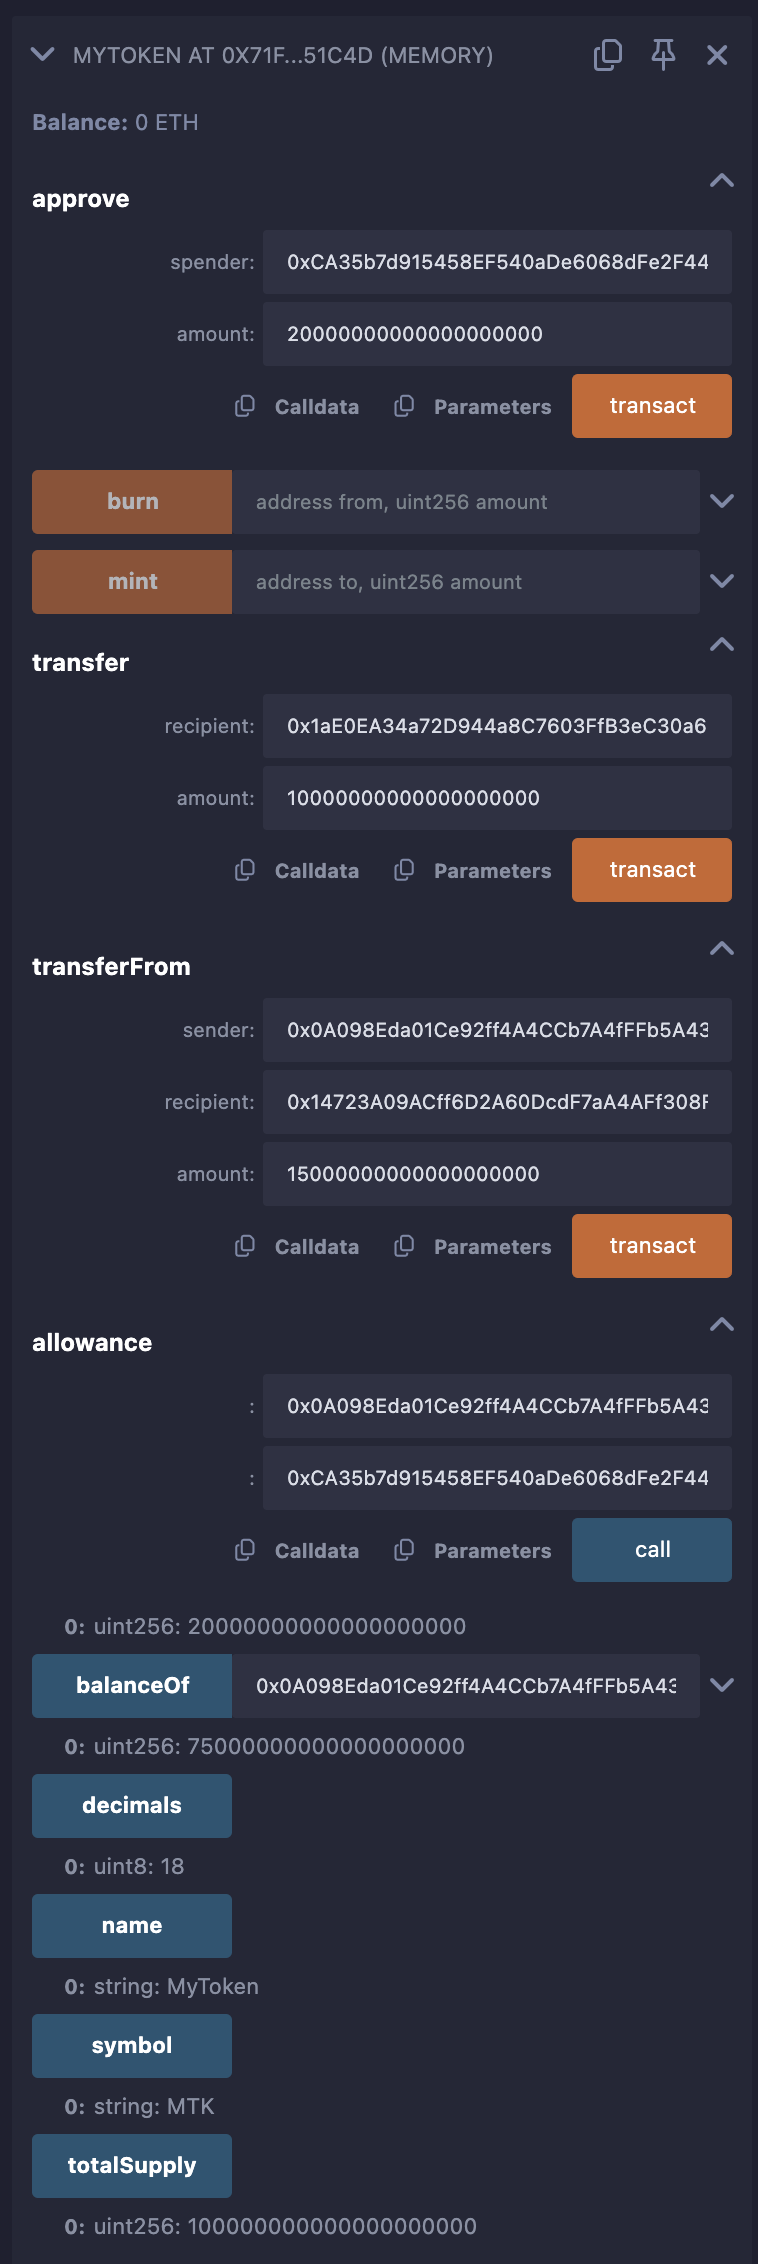 MYTOKEN AT 0X71F...51C4D (MEMORY)
Balance: 0 ETH
approve
spender: 0xCA35b7d915458EF540aDe6068dFe2F44
amount: 20000000000000000000
Calldata Parameters transact
burn address from, uint256 amount
mint address to, uint256 amount
transfer
recipient: 0x1aE0EA34a72D944a8C7603FfB3eC30a6
amount: 10000000000000000000
Calldata Parameters transact
transferFrom
sender: 0x0A098Eda01Ce92ff4A4CCb7A4fFFb5A43
recipient: 0x14723A09ACff6D2A60DcdF7aA4AFf308F
amount: 15000000000000000000
Calldata Parameters transact
allowance
: 0x0A098Eda01Ce92ff4A4CCb7A4fFFb5A43
: 0xCA35b7d915458EF540aDe6068dFe2F44
Calldata Parameters call
0: uint256: 20000000000000000000
balanceOf 0x0A098Eda01Ce92ff4A4CCb7A4fFFb5A43
0: uint256: 75000000000000000000
decimals
0: uint8: 18
name
0: string: MyToken
symbol
0: string: MTK
totalSupply
0: uint256: 100000000000000000000